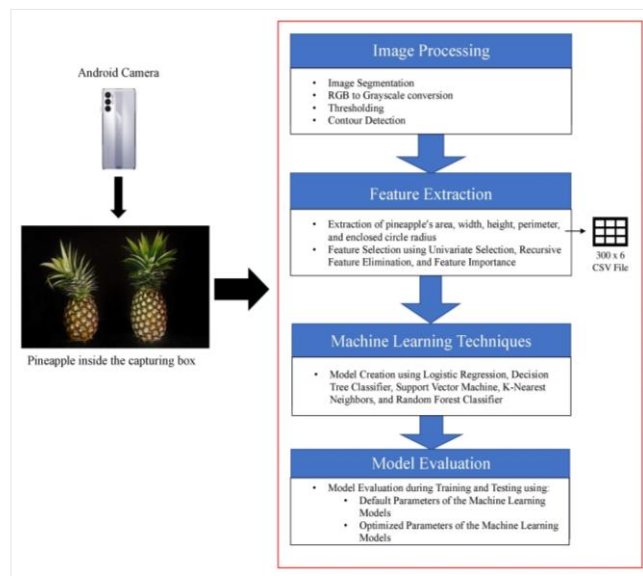 Android Camera
Pineapple inside the capturing box
Image Processing
• Image Segmentation
• RGB to Grayscale conversion
• Thresholding
• Contour Detection
Feature Extraction
• Extraction of pineapple's area, width, height, perimeter,
and enclosed circle radius
• Feature Selection using Univariate Selection, Recursive
Feature Elimination, and Feature Importance
300 x 6
CSV File
Machine Learning Techniques
• Model Creation using Logistic Regression, Decision
Tree Classifier, Support Vector Machine, K-Nearest
Neighbors, and Random Forest Classifier
Model Evaluation
• Model Evaluation during Training and Testing using:
• Default Parameters of the Machine Learning
Models
• Optimized Parameters of the Machine Learning
Models